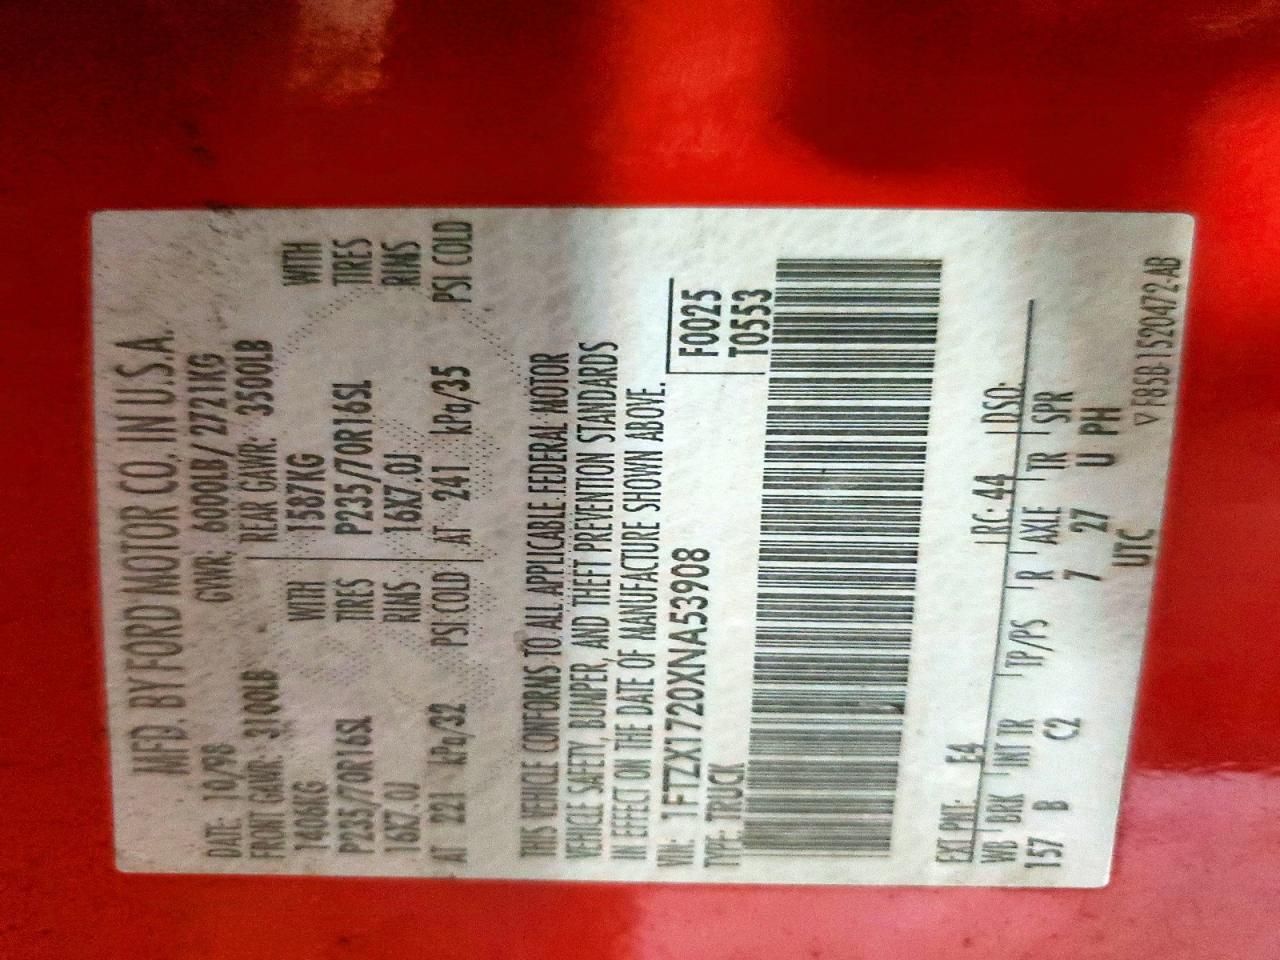 MFD. BY FORD MOTOR CO. IN U.S.A.
DATE: 10/98 GVWR: 6000LB/2721KG
FRONT GAWR: 3100LB REAR GAWR: 3500LB
1406KG WITH 1587KG WITH
P235/70R16SL TIRES P235/70R16SL TIRES
16X7.0J RIMS 16X7.0J RIMS
AT 221 kPa/32 PSI COLD AT 241 kPa/35 PSI COLD
THIS VEHICLE CONFORMS TO ALL APPLICABLE FEDERAL MOTOR
VEHICLE SAFETY, BUMPER, AND THEFT PREVENTION STANDARDS
IN EFFECT ON THE DATE OF MANUFACTURE SHOWN ABOVE.
VIN: 1FTZX1720XNA53908 F0025
TYPE: TRUCK T0553
EXT PNT: E4 RC: 44 DSO:
WB BRK INT TR TP/PS R AXLE TR SPR
157 B C2 7 27 U PH
UTC
▽ F85B-1520472-AB